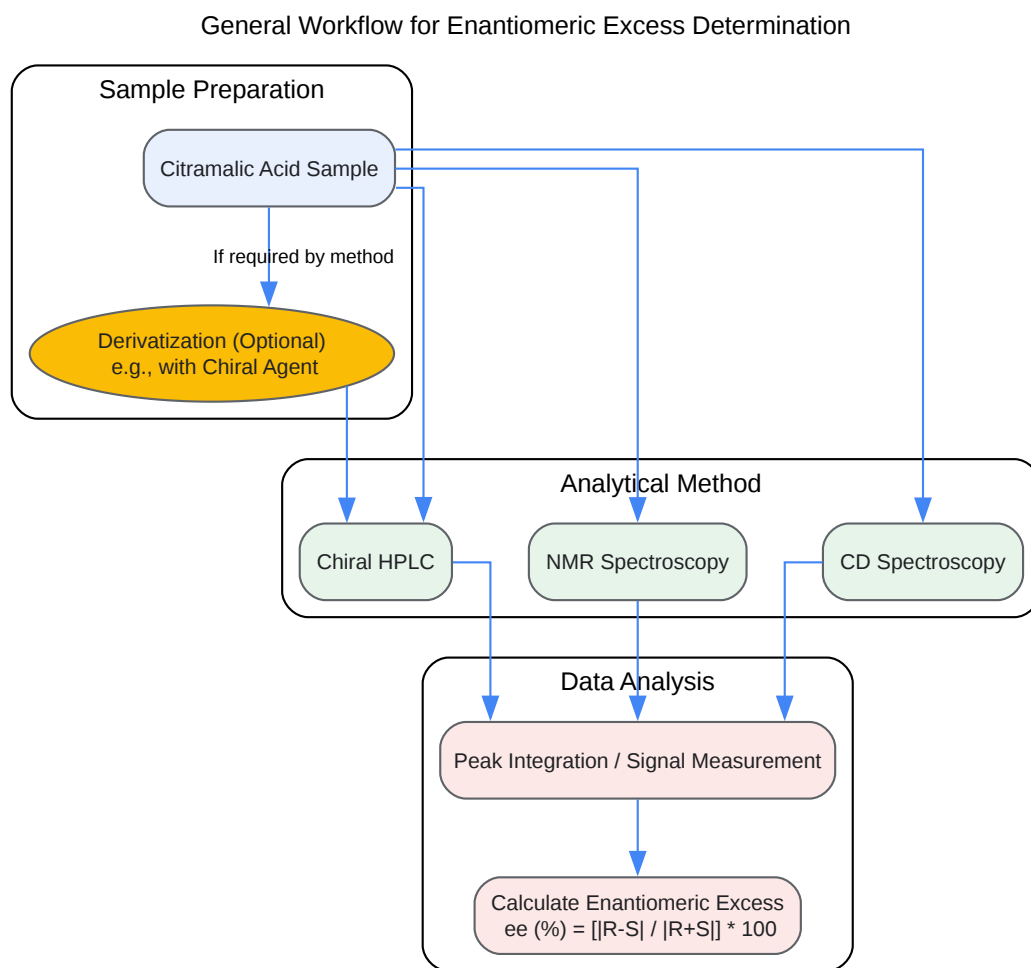 General Workflow for Enantiomeric Excess Determination
Sample Preparation
Citramalic Acid Sample
If required by method
Derivatization (Optional)
e.g., with Chiral Agent
Analytical Method
Chiral HPLC
NMR Spectroscopy
CD Spectroscopy
Data Analysis
Peak Integration / Signal Measurement
Calculate Enantiomeric Excess
ee (%) = [|R-S| / |R+S|] * 100